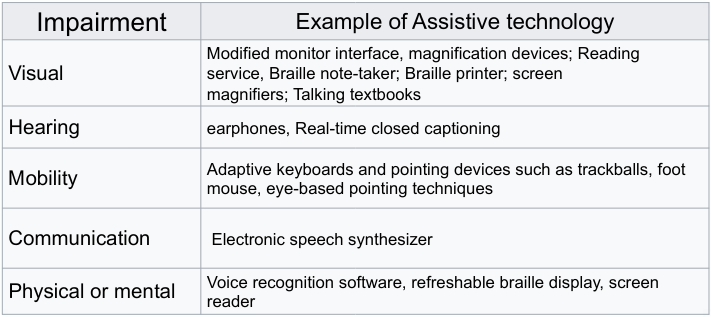 Impairment Example of Assistive technology
Visual
Modified monitor interface, magnification devices; Reading
service, Braille note-taker; Braille printer; screen
magnifiers; Talking textbooks
Hearing
earphones, Real-time closed captioning
Mobility
Adaptive keyboards and pointing devices such as trackballs, foot
mouse, eye-based pointing techniques
Communication
Electronic speech synthesizer
Physical or mental
Voice recognition software, refreshable braille display, screen
reader